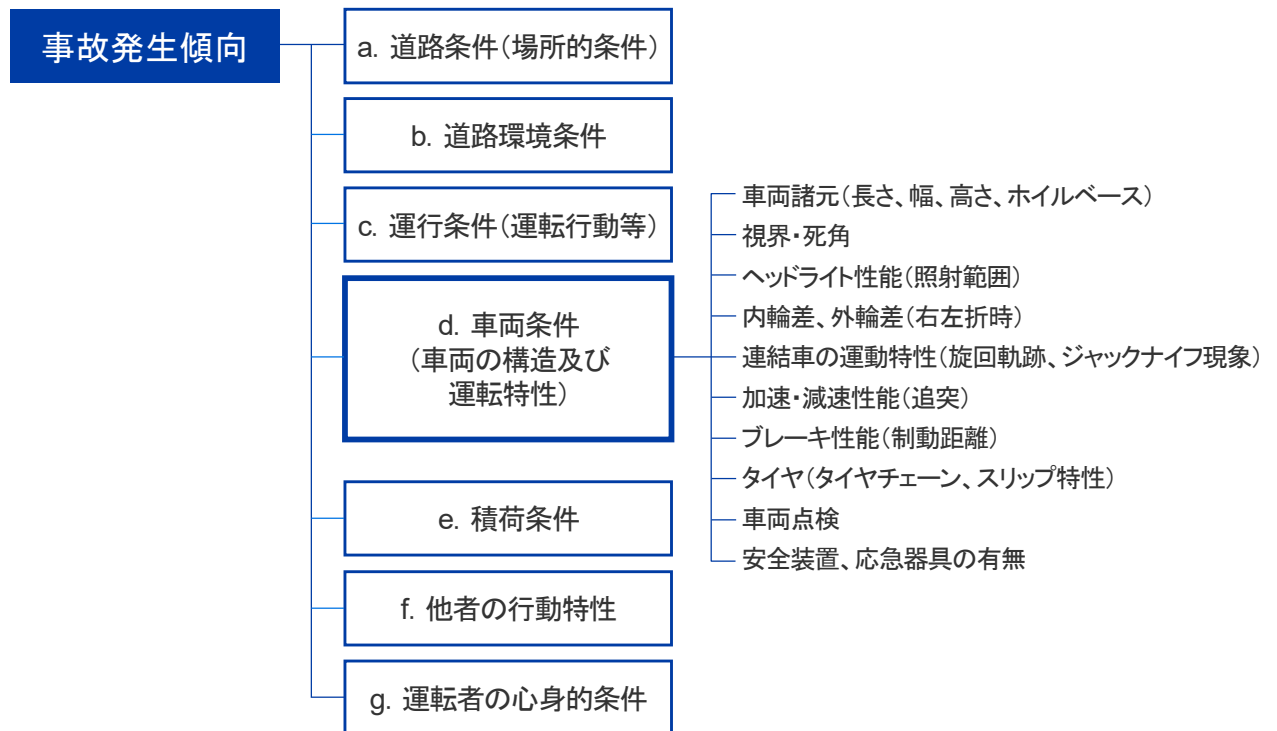 事故発生傾向
a. 道路条件（場所的条件）
b. 道路環境条件
c. 運行条件（運転行動等）
d. 車両条件
（車両の構造及び
運転特性）
車両諸元（長さ、幅、高さ、ホイルベース）
視界・死角
ヘッドライト性能（照射範囲）
内輪差、外輪差（右左折時）
連結車の運動特性（旋回軌跡、ジャックナイフ現象）
加速・減速性能（追突）
ブレーキ性能（制動距離）
タイヤ（タイヤチェーン、スリップ特性）
車両点検
安全装置、応急器具の有無
e. 積荷条件
f. 他者の行動特性
g. 運転者の心身的条件